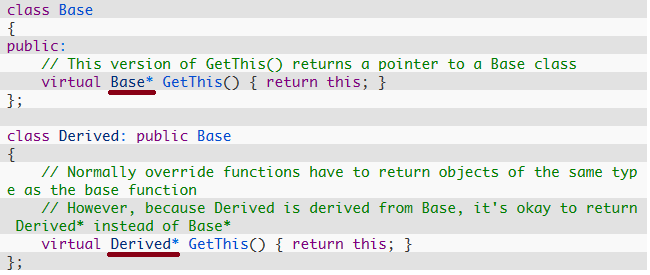 class Base
{
public:
    // This version of GetThis() returns a pointer to a Base class
    virtual Base* GetThis() { return this; }
};

class Derived: public Base
{
    // Normally override functions have to return objects of the same typ
e as the base function
    // However, because Derived is derived from Base, it's okay to return
 Derived* instead of Base*
    virtual Derived* GetThis() { return this; }
};